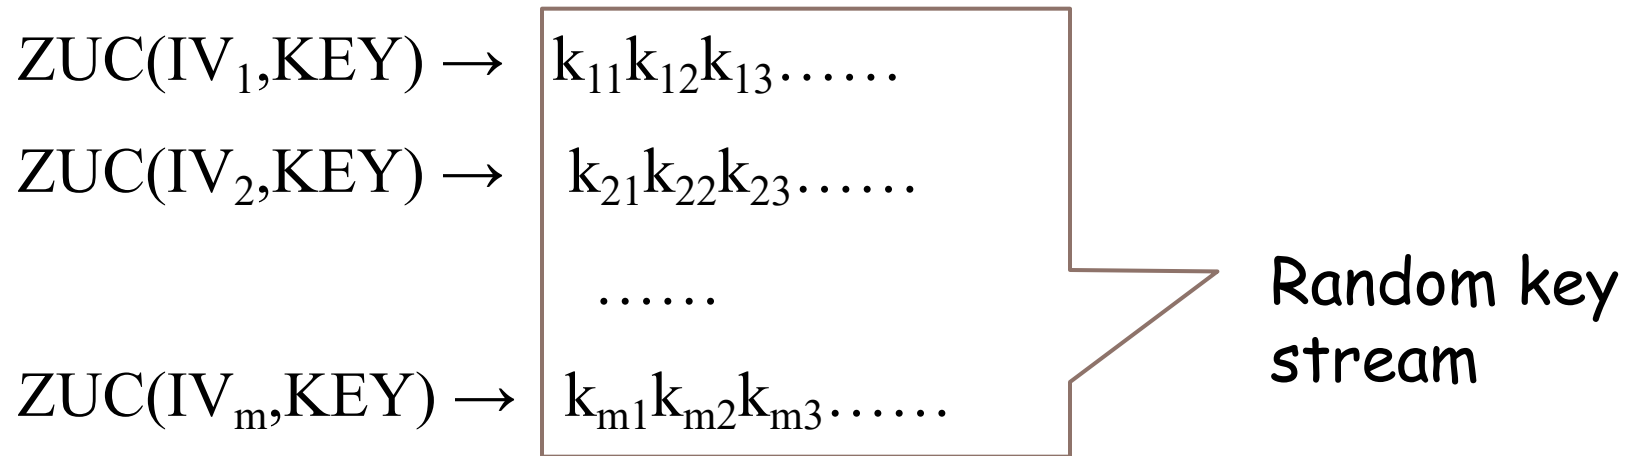 ZUC(IV₁,KEY) → k₁₁k₁₂k₁₃……
ZUC(IV₂,KEY) → k₂₁k₂₂k₂₃……
……
ZUC(IVₘ,KEY) → kₘ₁kₘ₂kₘ₃……
Random key
stream